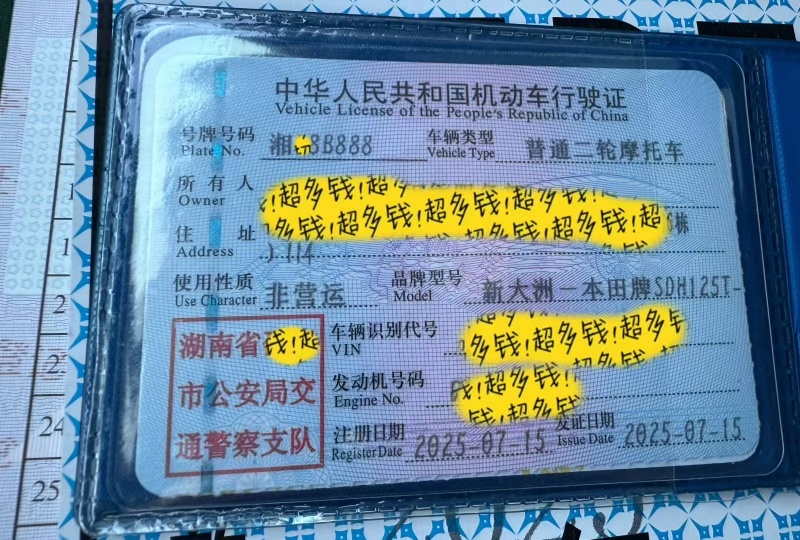 中华人民共和国机动车行驶证
Vehicle License of the People's Republic of China
号牌号码 湘 8B888 车辆类型 普通二轮摩托车
Plate No. Vehicle Type
所有人 !超多钱!超多
Owner 多钱!超多钱!超多钱!超多钱!超
住址 栋
Address 114
使用性质 非营运 品牌型号 新大洲-本田牌SDH125T-
Use Character Model
湖南省 钱!超 车辆识别代号 多钱!超多钱!超多钱
VIN
市公安局交 发动机号码 钱!超多钱!
Engine No. 钱!超多钱
通警察支队 注册日期 2025-07-15 发证日期 2025-07-15
Register Date Issue Date
24
25